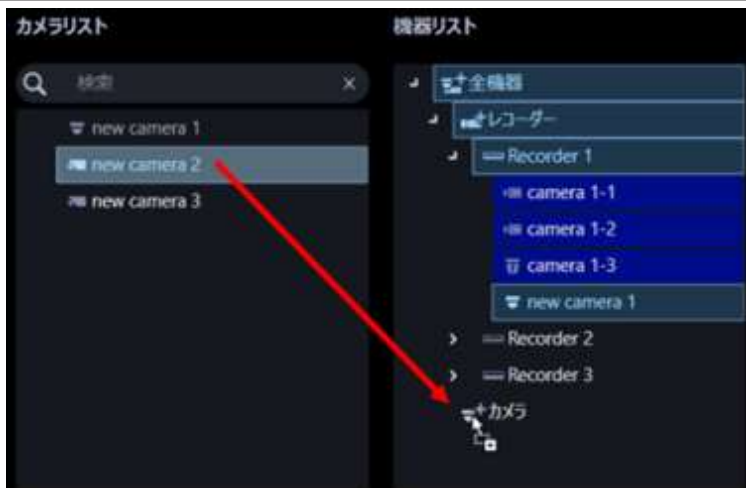 カメラリスト
検索
new camera 1
new camera 2
new camera 3
機器リスト
全機器
レコーダー
Recorder 1
camera 1-1
camera 1-2
camera 1-3
new camera 1
Recorder 2
Recorder 3
カメラ